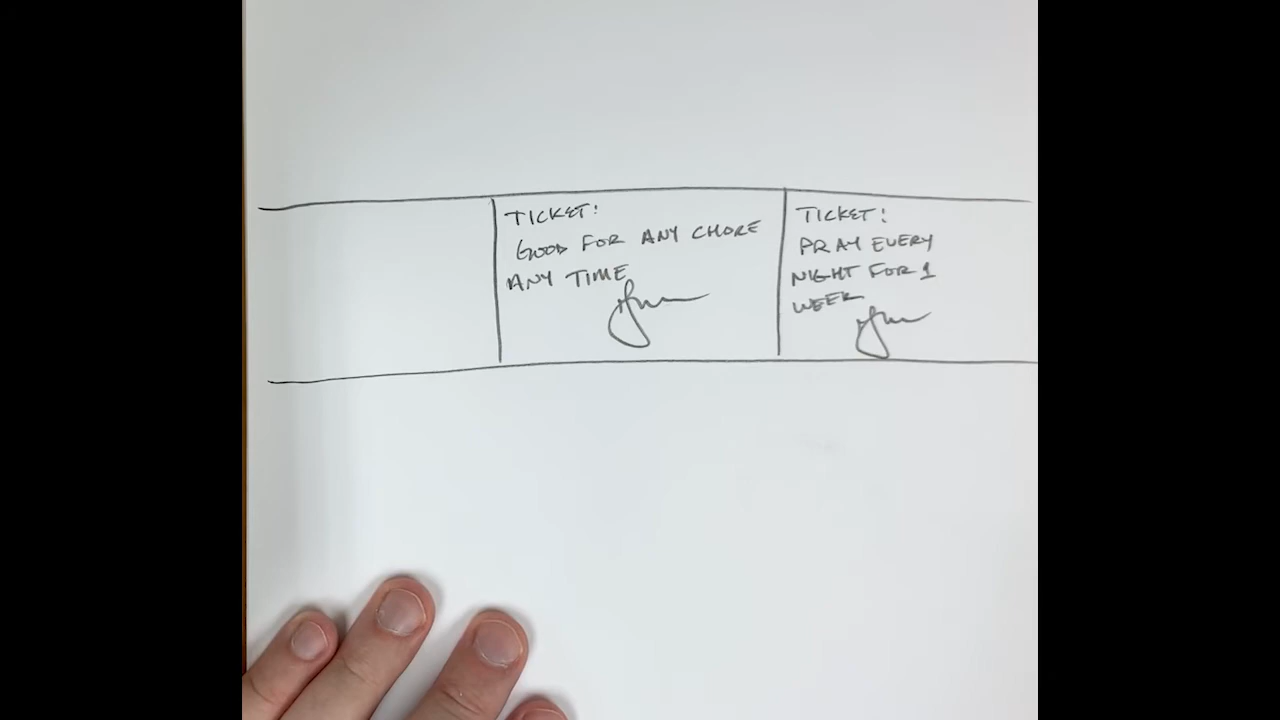 TICKET:
GOOD FOR ANY CHORE
ANY TIME
TICKET:
PRAY EVERY
NIGHT FOR 1
WEEK